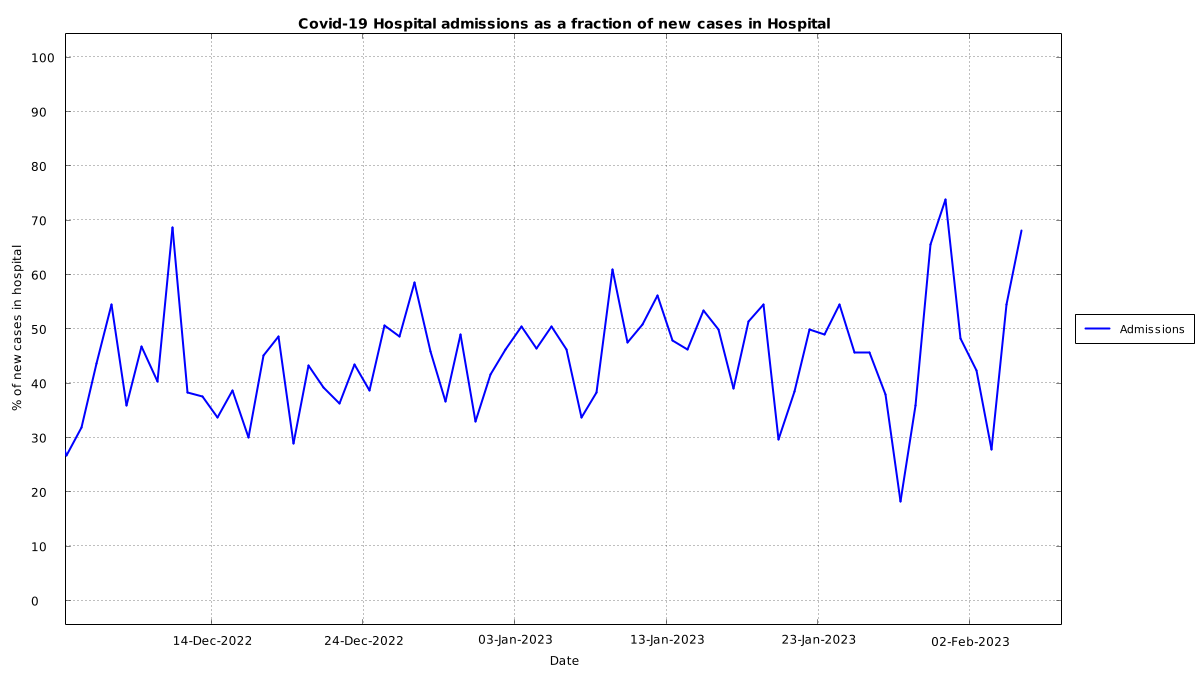 Covid-19 Hospital admissions as a fraction of new cases in Hospital
100
90
80
70
60
50
40
30
20
10
0
% of new cases in hospital
14-Dec-2022
24-Dec-2022
03-Jan-2023
13-Jan-2023
23-Jan-2023
02-Feb-2023
Date
Admissions